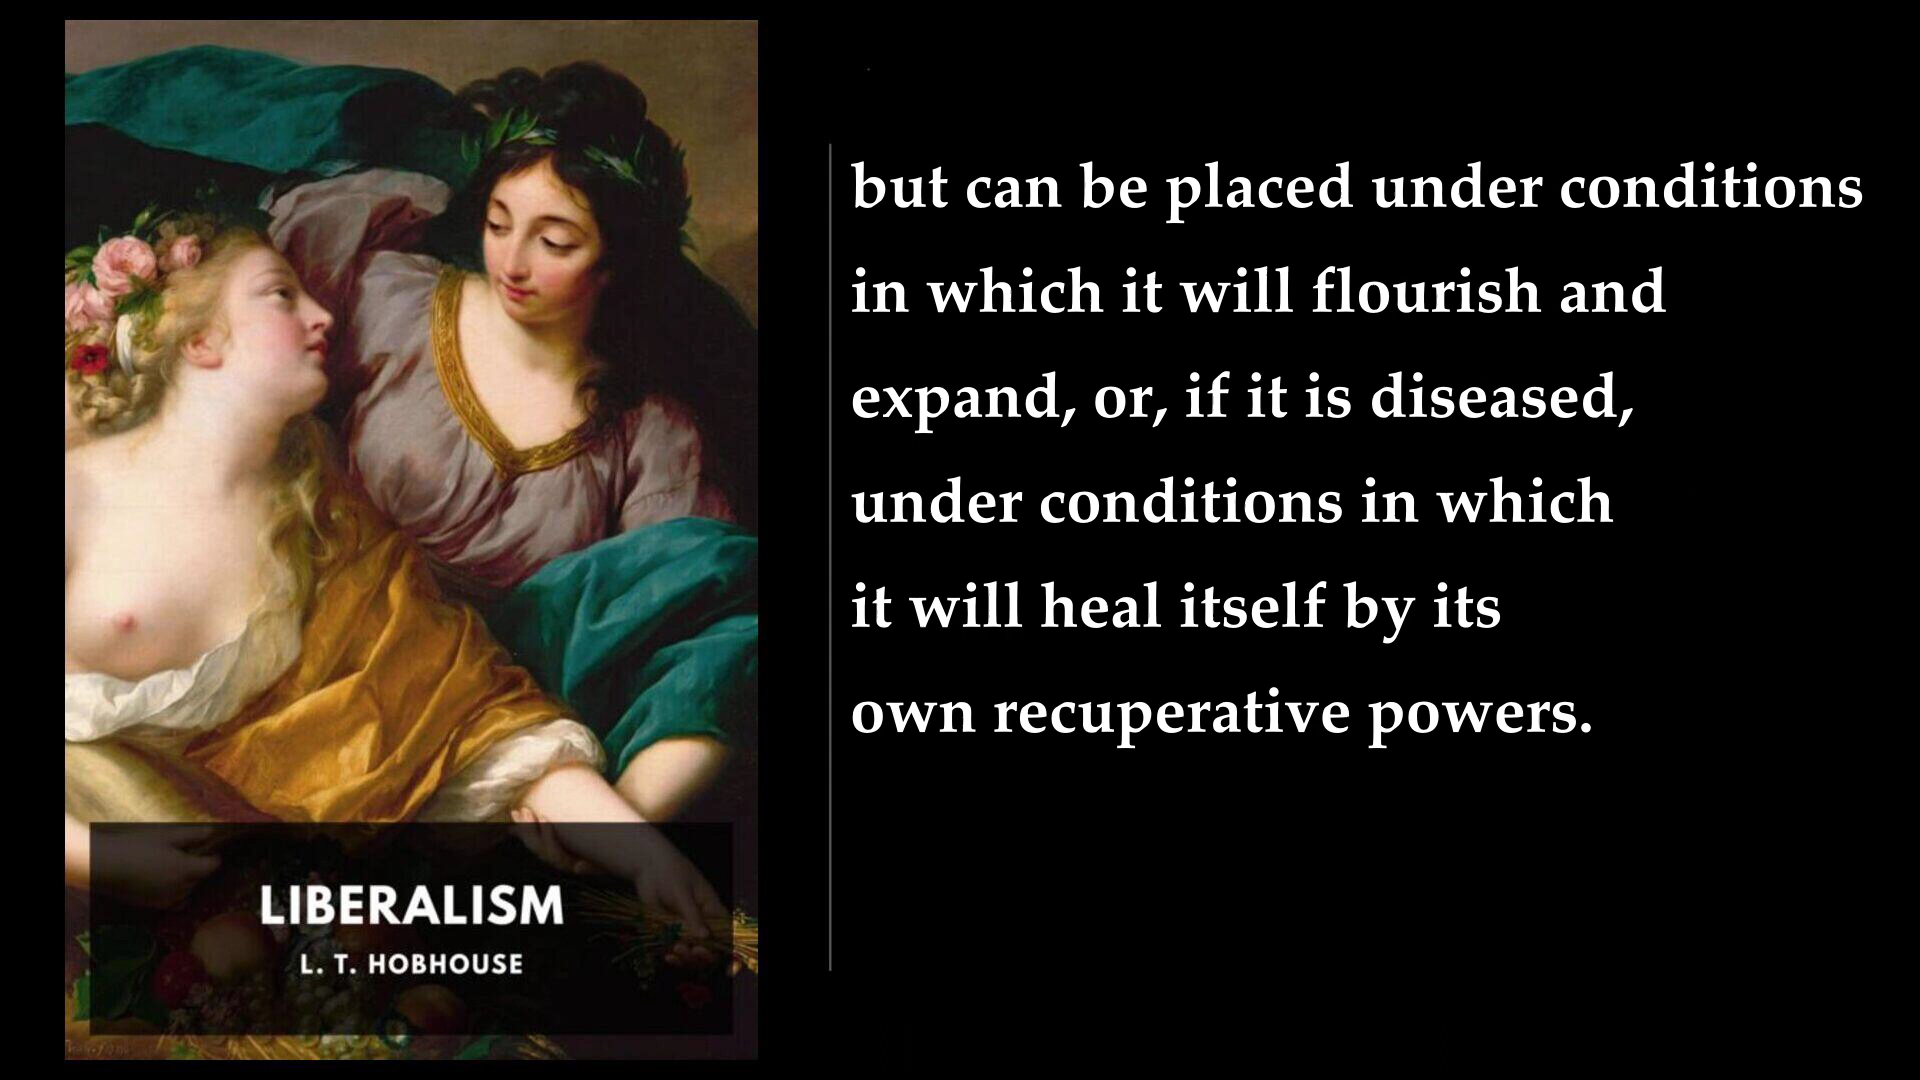 but can be placed under conditions
in which it will flourish and
expand, or, if it is diseased,
under conditions in which
it will heal itself by its
own recuperative powers.
LIBERALISM
L. T. HOBHOUSE